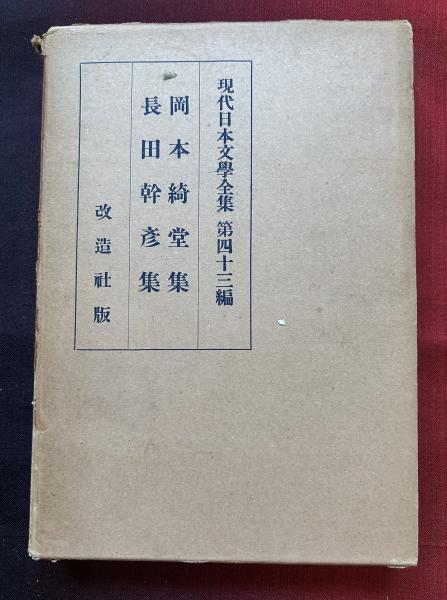 現代日本文學全集 第四十三編
岡本綺堂集
長田幹彥集
改造社版